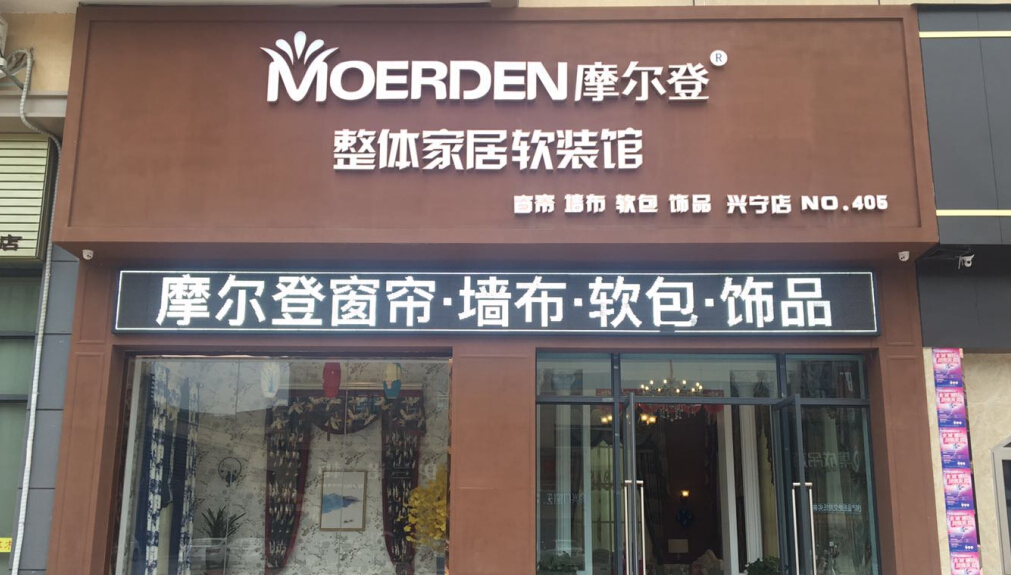 MOERDEN摩尔登®
整体家居软装馆
窗帘 墙布 软包 饰品 兴宁店 NO.405
摩尔登窗帘·墙布·软包·饰品
店